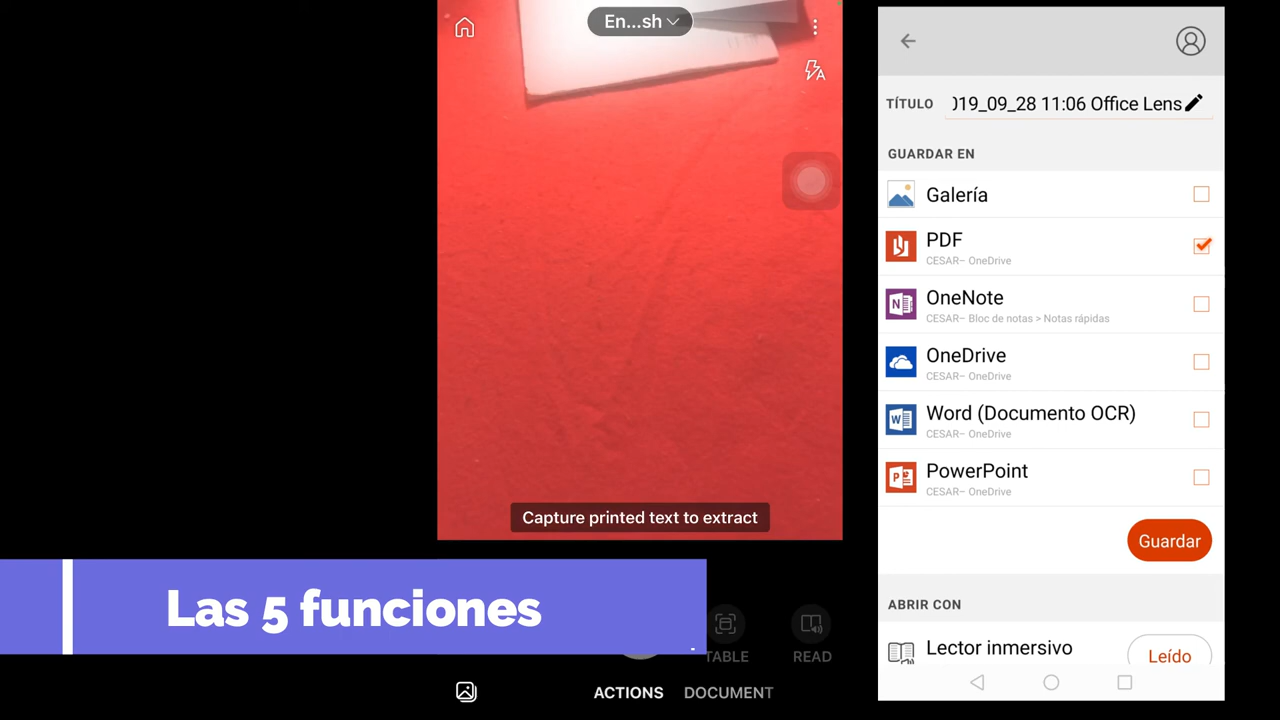 En...sh
Capture printed text to extract
Las 5 funciones
TABLE
READ
ACTIONS
DOCUMENT
TÍTULO
019_09_28 11:06 Office Lens
GUARDAR EN
Galería
PDF
CESAR– OneDrive
OneNote
CESAR– Bloc de notas > Notas rápidas
OneDrive
CESAR– OneDrive
Word (Documento OCR)
CESAR– OneDrive
PowerPoint
CESAR– OneDrive
Guardar
ABRIR CON
Lector inmersivo
Leído